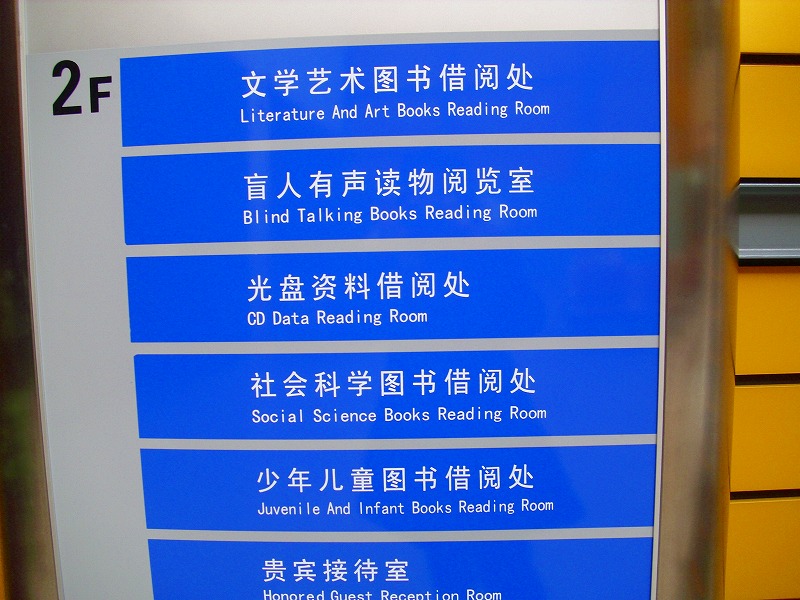 2F
文学艺术图书借阅处
Literature And Art Books Reading Room
盲人有声读物阅览室
Blind Talking Books Reading Room
光盘资料借阅处
CD Data Reading Room
社会科学图书借阅处
Social Science Books Reading Room
少年儿童图书借阅处
Juvenile And Infant Books Reading Room
贵宾接待室
Honored Guest Reception Room